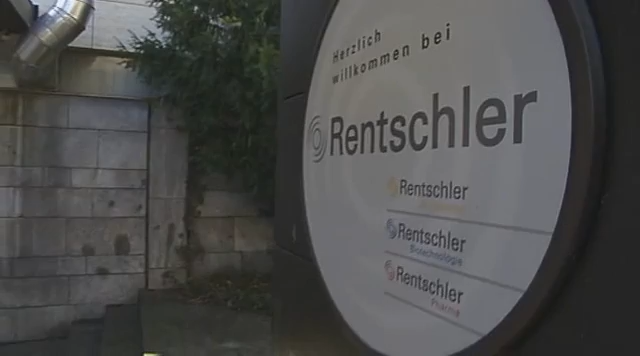 Herzlich
willkommen bei
Rentschler
Rentschler
Rentschler
Biotechnologie
Rentschler
Pharma